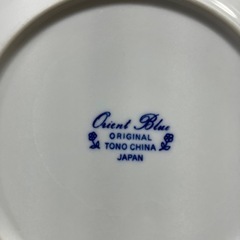 Orient Blue
ORIGINAL
TONO CHINA
JAPAN